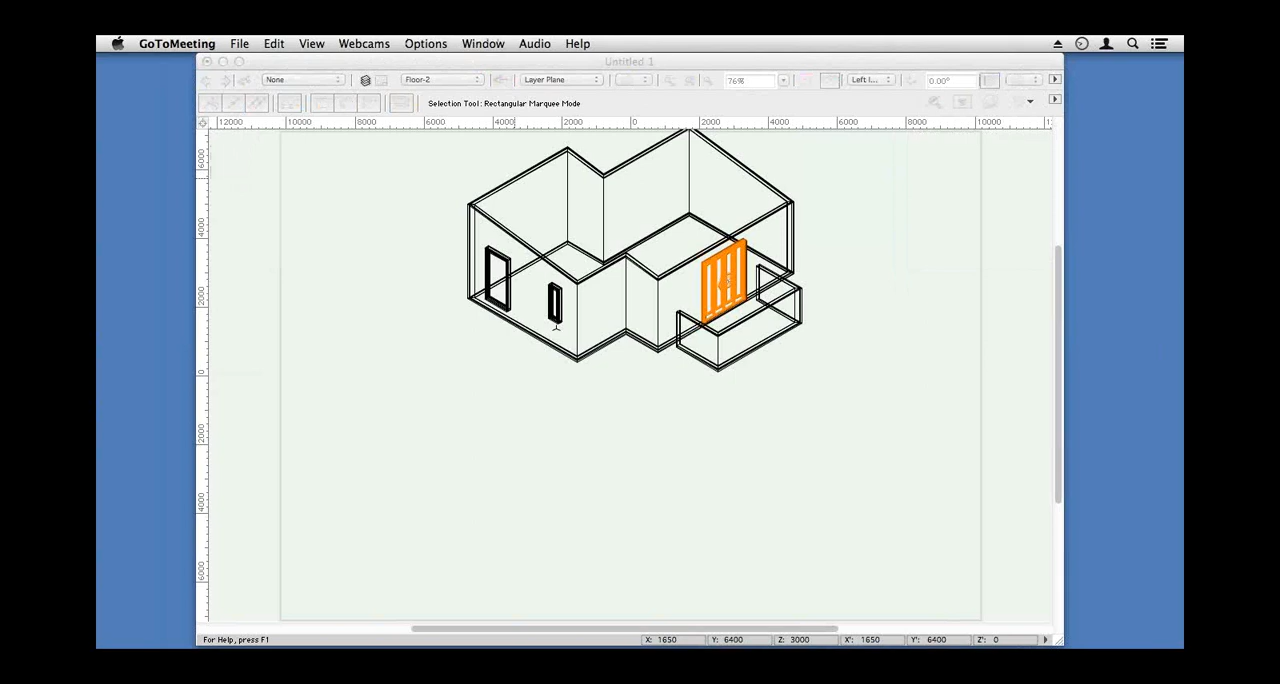 GoToMeeting File Edit View Webcams Options Window Audio Help
Untitled 1
None Floor-2 Layer Plane 76% Left I... 0.00°
Selection Tool: Rectangular Marquee Mode
12000 10000 8000 6000 4000 2000 0 2000 4000 6000 8000 10000
6000
4000
2000
0
2000
4000
6000
For Help, press F1 X: 1650 Y: 6400 Z: 3000 X': 1650 Y': 6400 Z': 0